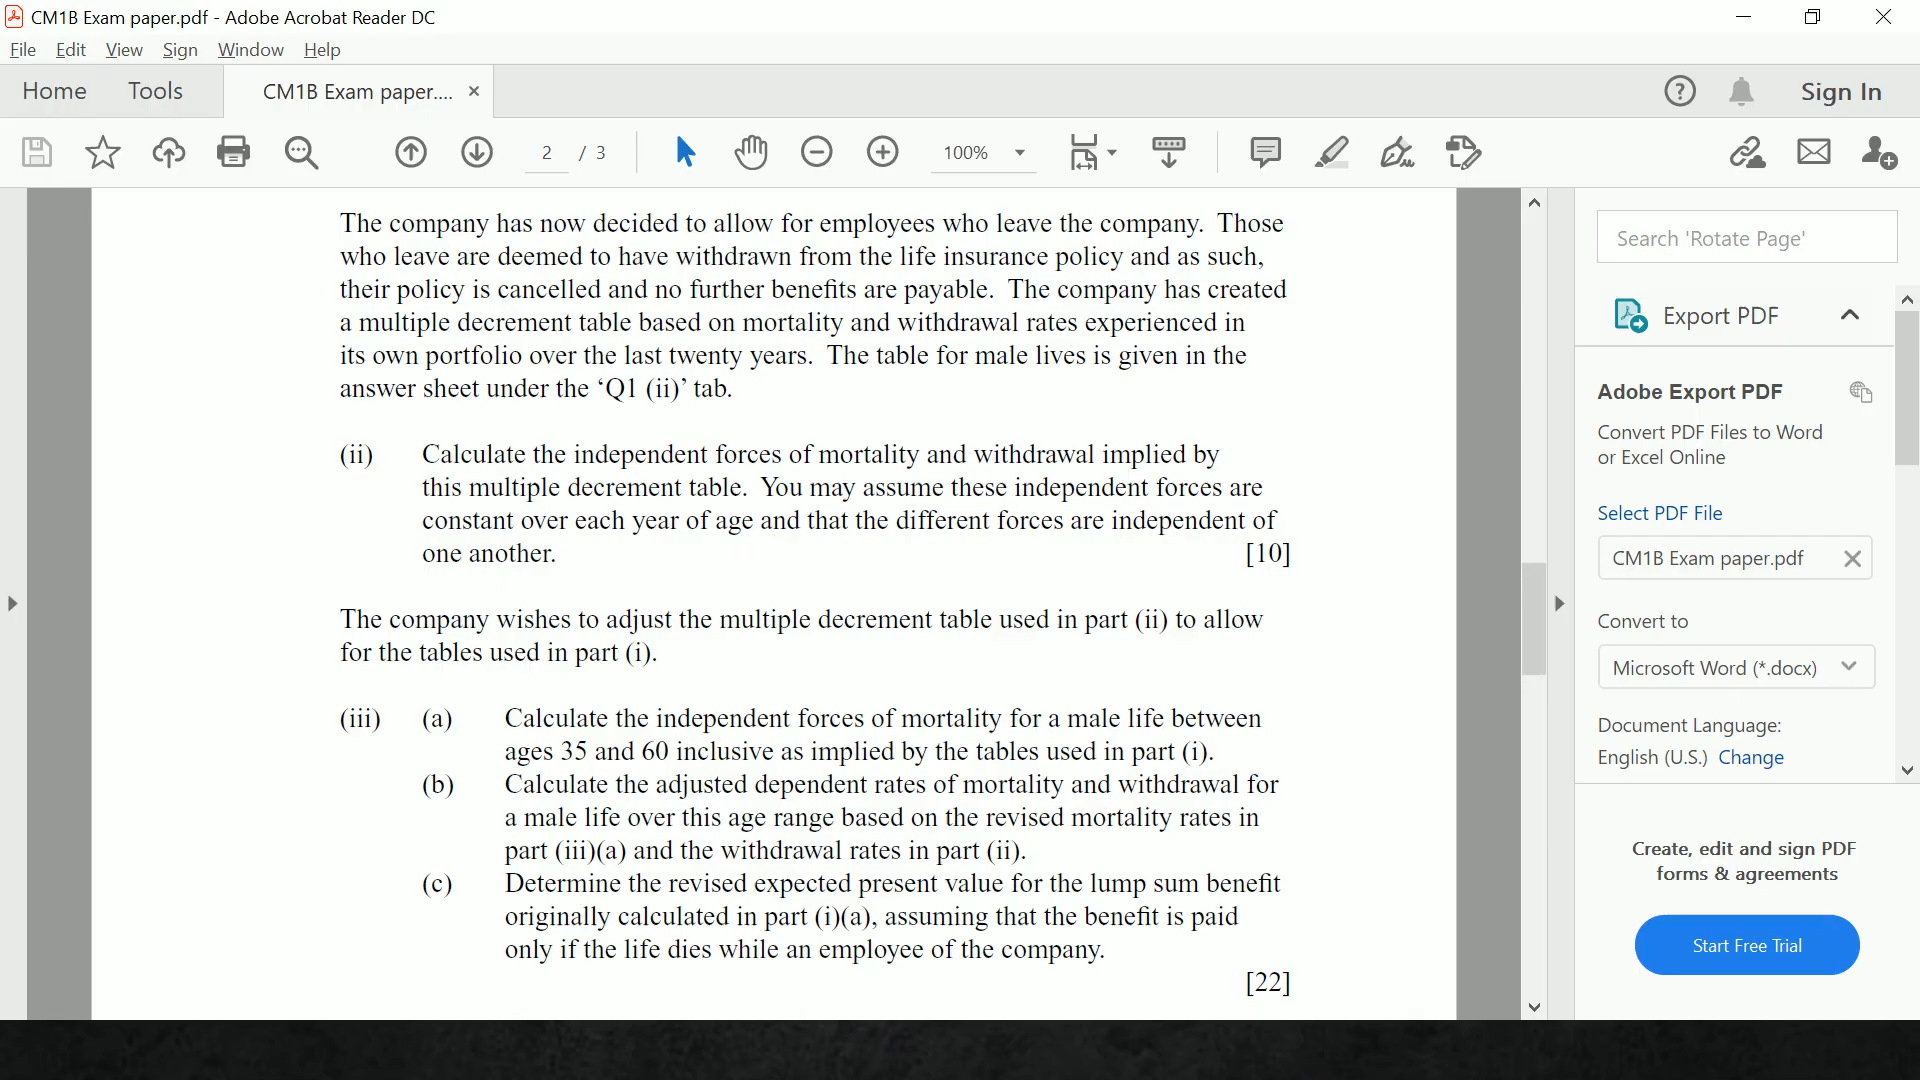 CM1B Exam paper.pdf - Adobe Acrobat Reader DC
File Edit View Sign Window Help
Home Tools CM1B Exam paper.... × Sign In
2 / 3 100%
The company has now decided to allow for employees who leave the company. Those
who leave are deemed to have withdrawn from the life insurance policy and as such,
their policy is cancelled and no further benefits are payable. The company has created
a multiple decrement table based on mortality and withdrawal rates experienced in
its own portfolio over the last twenty years. The table for male lives is given in the
answer sheet under the ‘Q1 (ii)’ tab.
(ii) Calculate the independent forces of mortality and withdrawal implied by
this multiple decrement table. You may assume these independent forces are
constant over each year of age and that the different forces are independent of
one another. [10]
The company wishes to adjust the multiple decrement table used in part (ii) to allow
for the tables used in part (i).
(iii) (a) Calculate the independent forces of mortality for a male life between
ages 35 and 60 inclusive as implied by the tables used in part (i).
(b) Calculate the adjusted dependent rates of mortality and withdrawal for
a male life over this age range based on the revised mortality rates in
part (iii)(a) and the withdrawal rates in part (ii).
(c) Determine the revised expected present value for the lump sum benefit
originally calculated in part (i)(a), assuming that the benefit is paid
only if the life dies while an employee of the company.
[22]
Search 'Rotate Page'
Export PDF
Adobe Export PDF
Convert PDF Files to Word
or Excel Online
Select PDF File
CM1B Exam paper.pdf
Convert to
Microsoft Word (*.docx)
Document Language:
English (U.S.) Change
Create, edit and sign PDF
forms & agreements
Start Free Trial